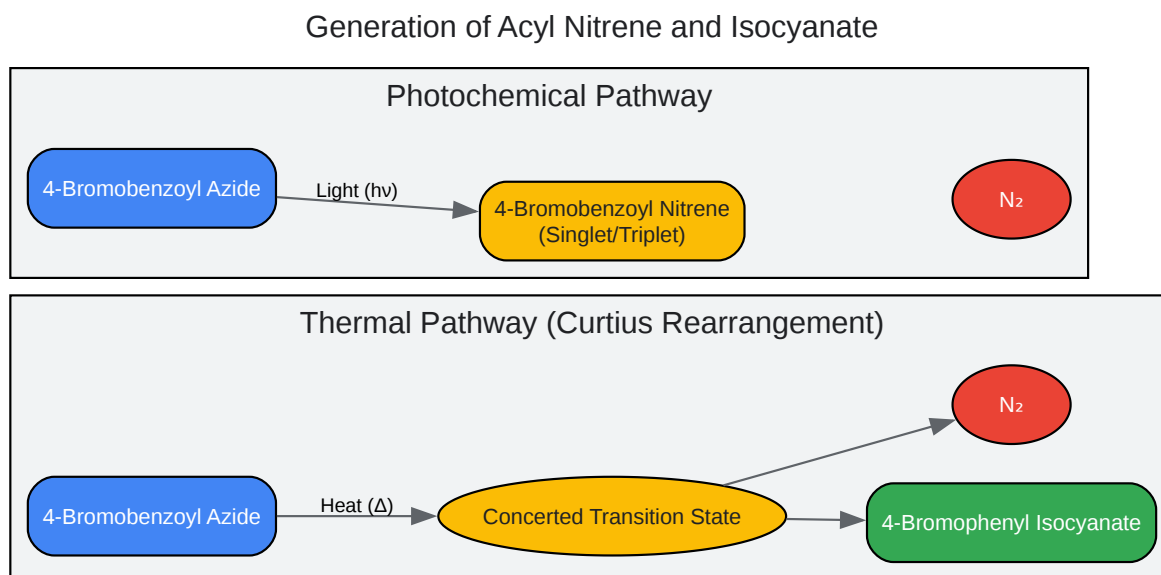 Generation of Acyl Nitrene and Isocyanate
Photochemical Pathway
4-Bromobenzoyl Azide
Light (hν)
4-Bromobenzoyl Nitrene
(Singlet/Triplet)
N₂
Thermal Pathway (Curtius Rearrangement)
N₂
4-Bromobenzoyl Azide
Heat (Δ)
Concerted Transition State
4-Bromophenyl Isocyanate